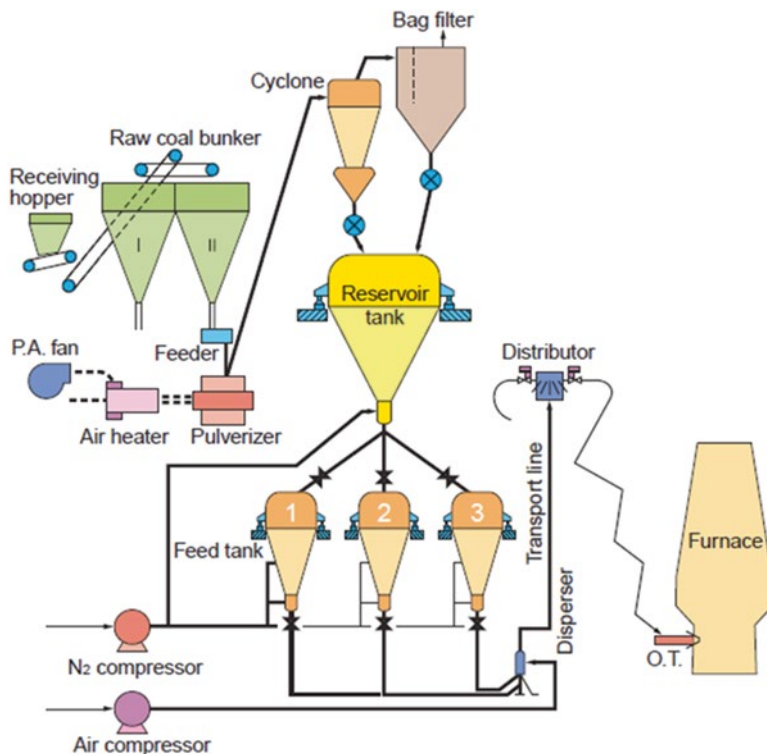 Bag filter
Cyclone
Raw coal bunker
Receiving
hopper
I
II
Reservoir
tank
P.A. fan
Feeder
Distributor
Air heater
Pulverizer
Transport line
1
2
3
Feed tank
Furnace
Disperser
O.T.
N₂ compressor
Air compressor